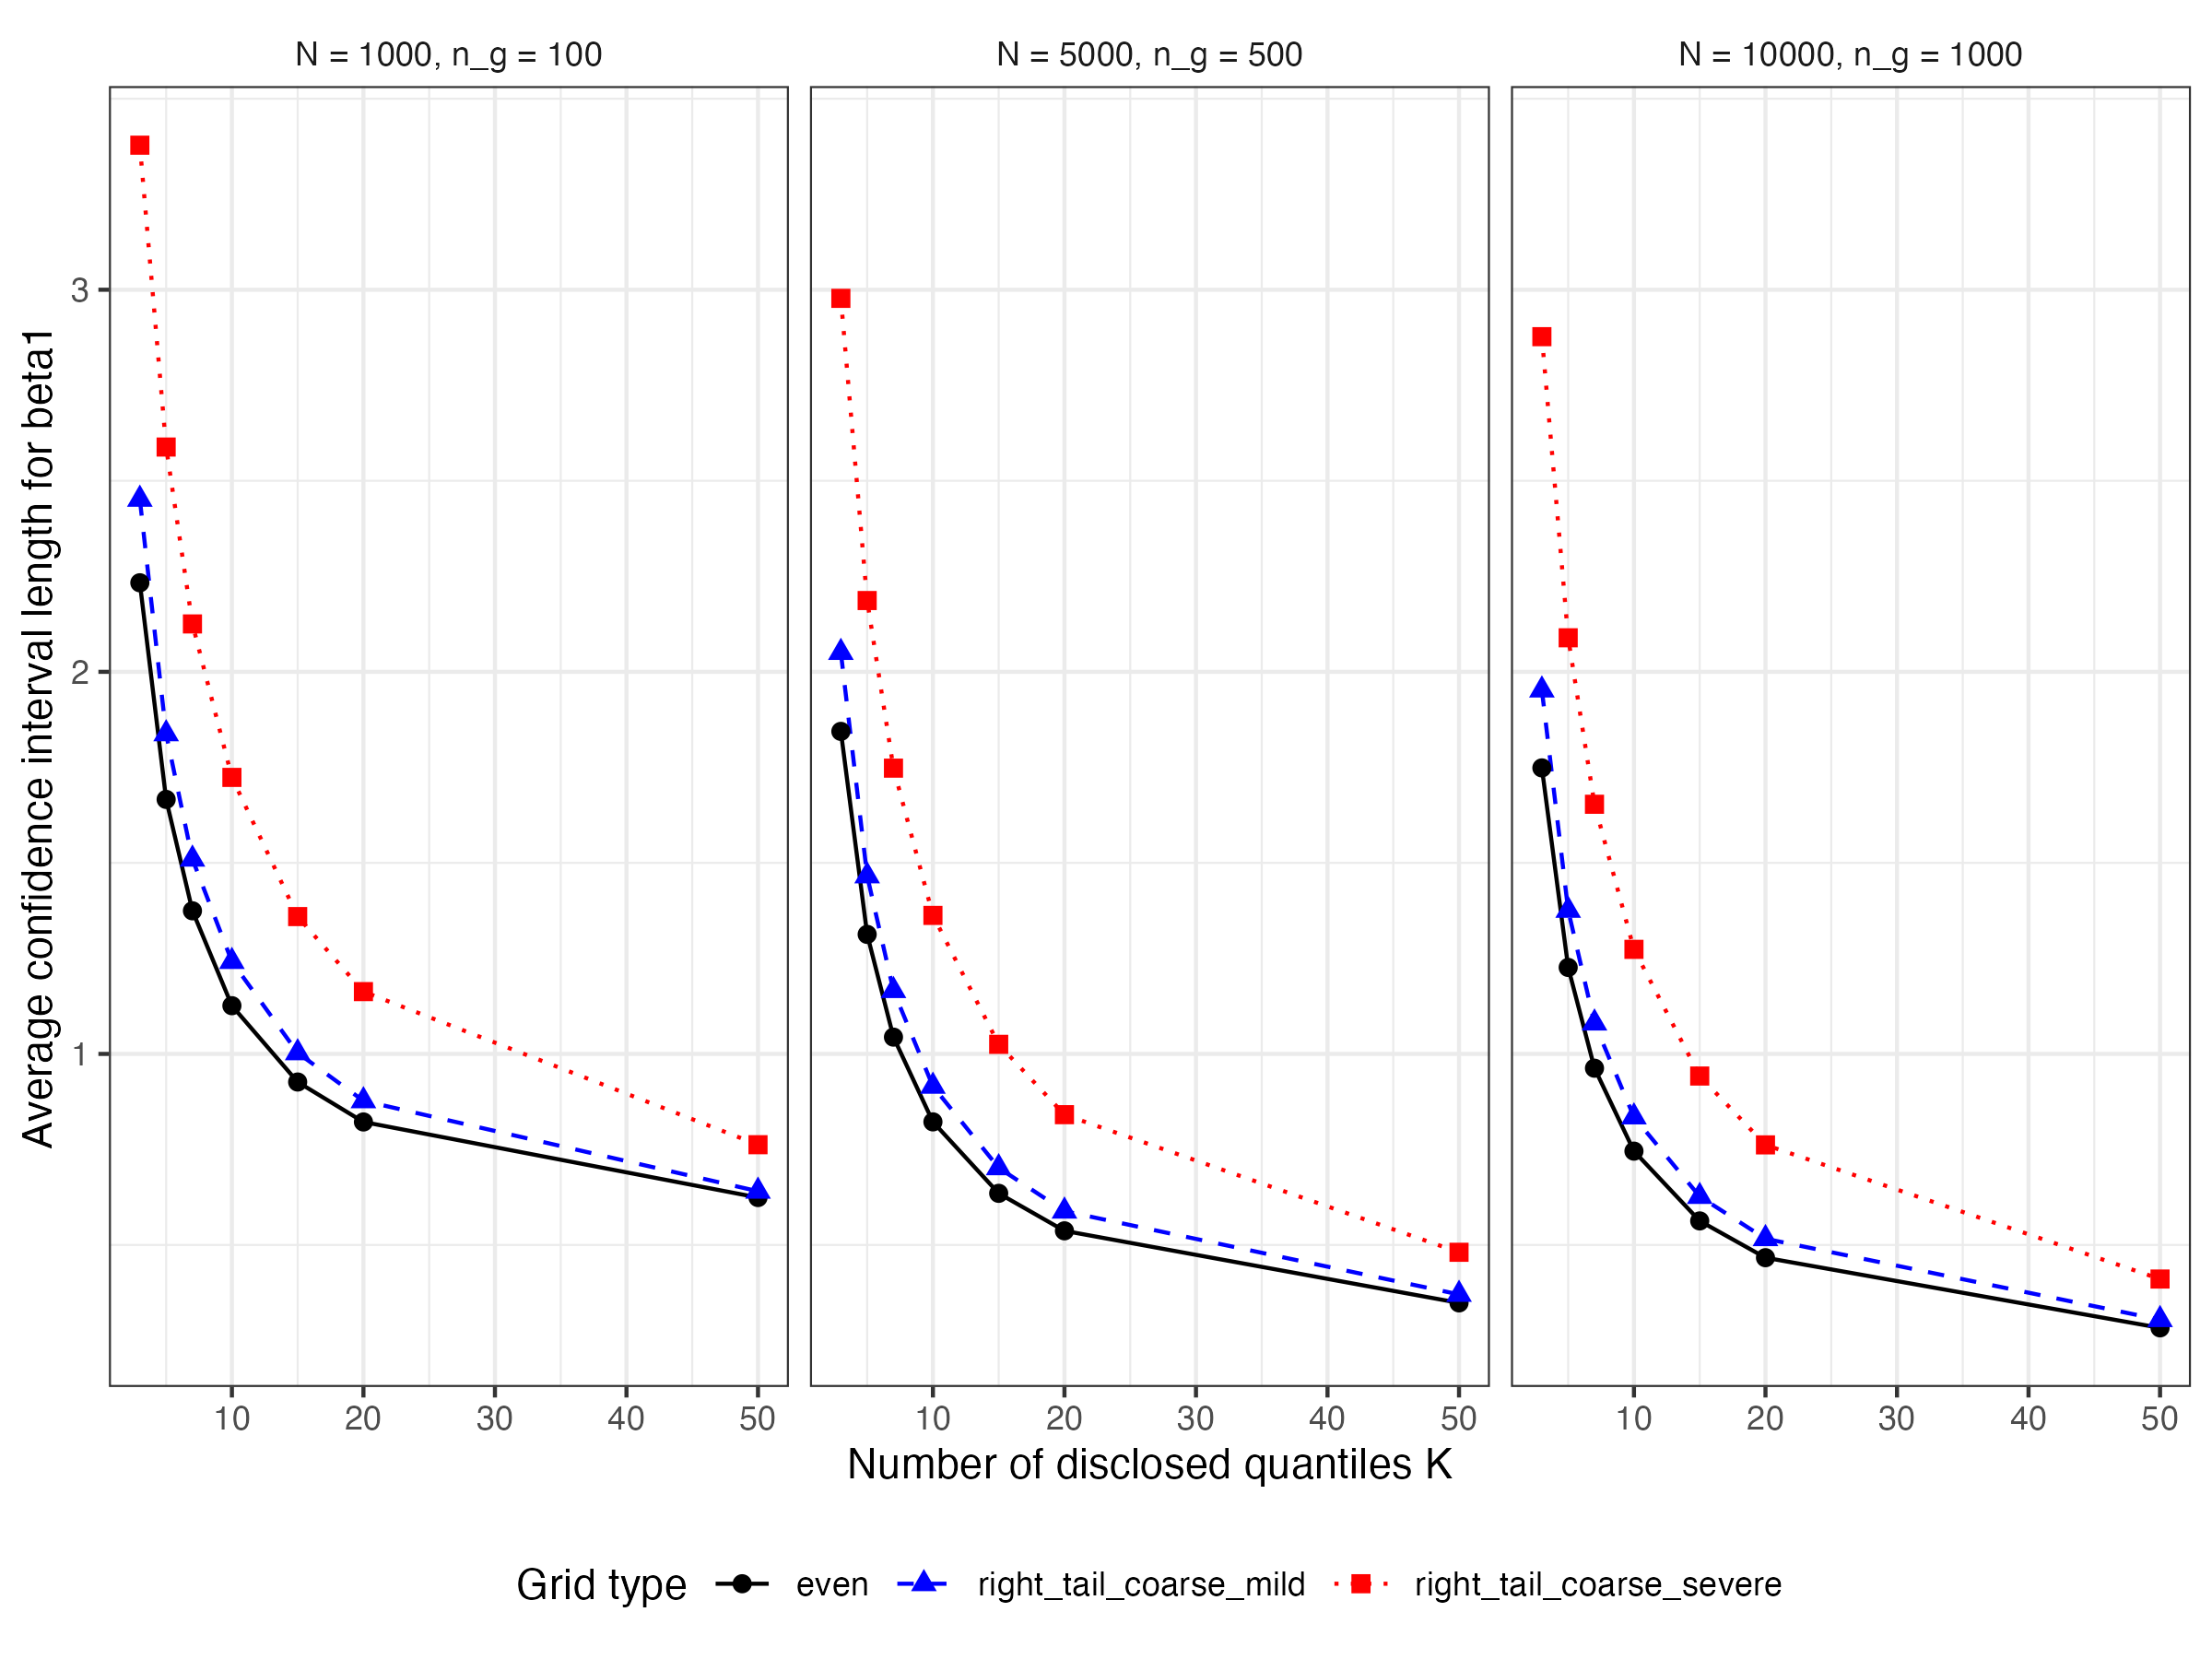 N = 1000, n_g = 100
N = 5000, n_g = 500
N = 10000, n_g = 1000
Average confidence interval length for beta1
3
2
1
10 20 30 40 50
10 20 30 40 50
10 20 30 40 50
Number of disclosed quantiles K
Grid type even right_tail_coarse_mild right_tail_coarse_severe